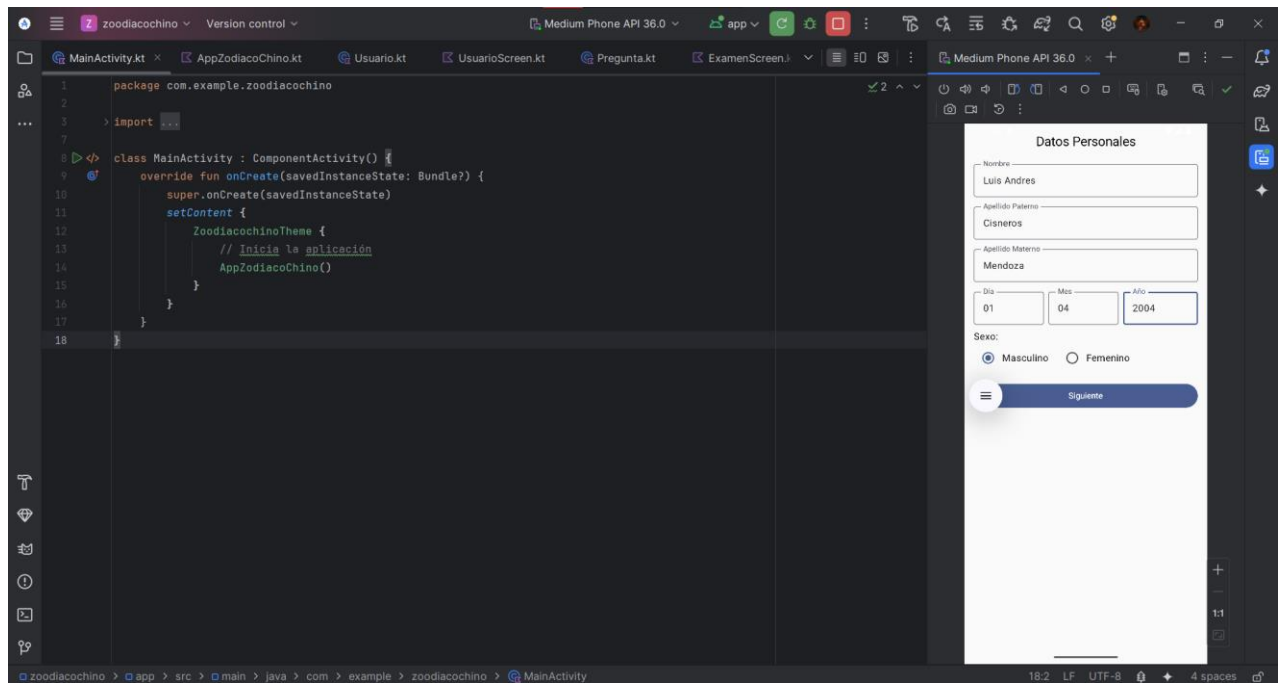 Z zoodiacochino Version control Medium Phone API 36.0 app
MainActivity.kt AppZodiacoChino.kt Usuario.kt UsuarioScreen.kt Pregunta.kt ExamenScreen.k Medium Phone API 36.0
1 package com.example.zoodiacochino 2
2
3 import ...
7
8 class MainActivity : ComponentActivity() {
9 override fun onCreate(savedInstanceState: Bundle?) {
10 super.onCreate(savedInstanceState)
11 setContent {
12 ZoodiacochinoTheme {
13 // Inicia la aplicación
14 AppZodiacoChino()
15 }
16 }
17 }
18 }
Datos Personales
Nombre
Luis Andres
Apellido Paterno
Cisneros
Apellido Materno
Mendoza
Día Mes Año
01 04 2004
Sexo:
Masculino Femenino
Siguiente
1:1
zoodiacochino > app > src > main > java > com > example > zoodiacochino > MainActivity 18:2 LF UTF-8 4 spaces